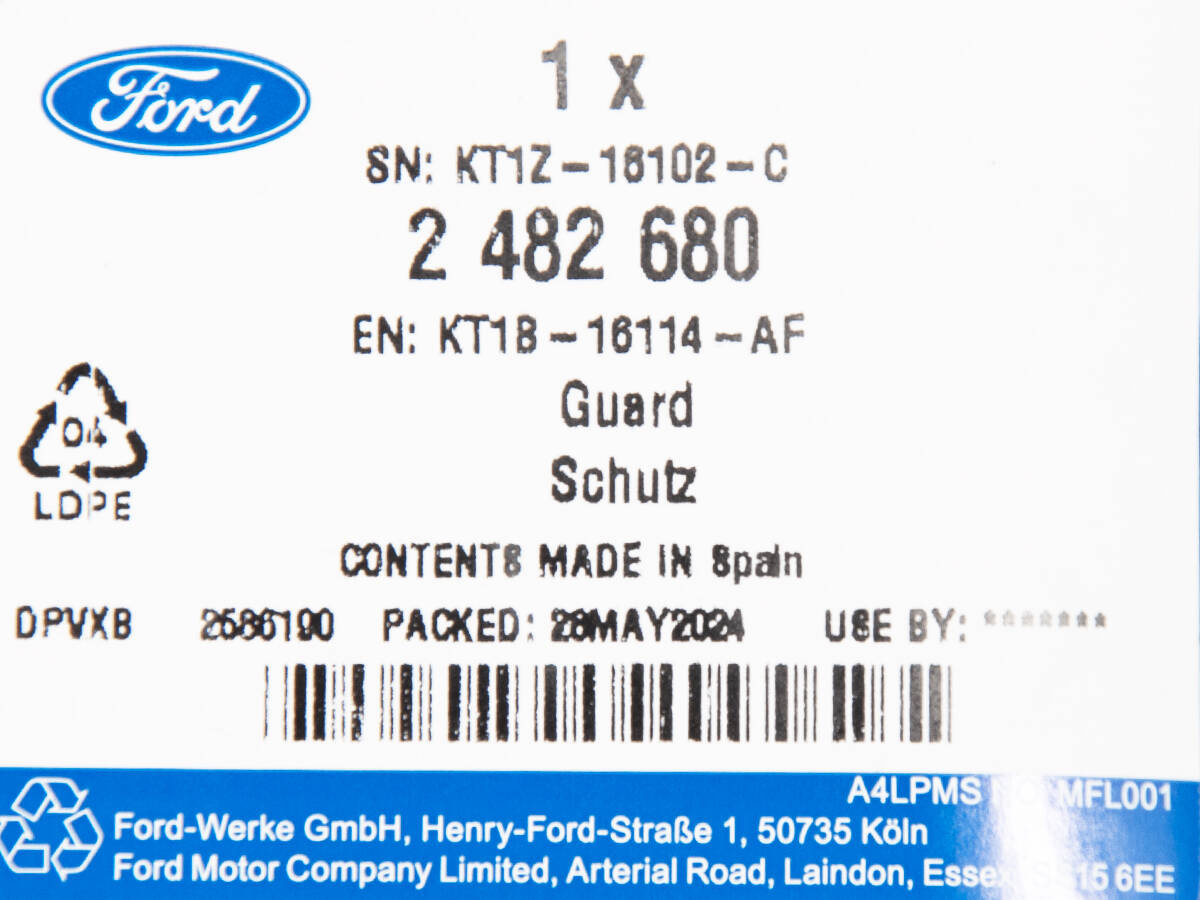 Ford
1 x
SN: KT1Z-16102-C
2 482 680
EN: KT1B-16114-AF
Guard
Schutz
04
LDPE
CONTENTS MADE IN Spain
DPVXB 2586190 PACKED: 28MAY2024 USE BY: *******
A4LPMS MFL001
Ford-Werke GmbH, Henry-Ford-Straße 1, 50735 Köln
Ford Motor Company Limited, Arterial Road, Laindon, Essex 15 6EE